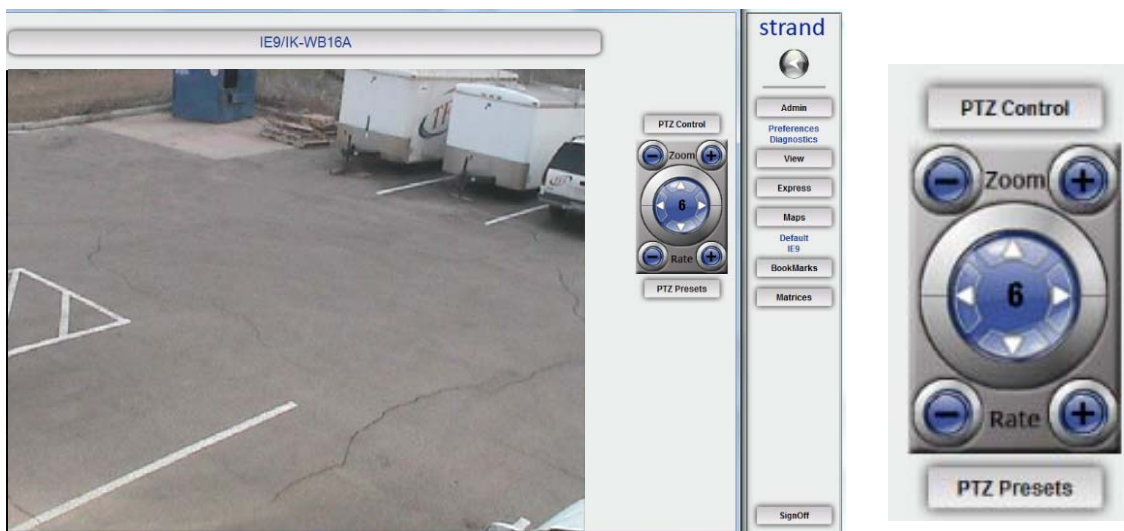 IE9/IK-WB16A
PTZ Control
Zoom
6
Rate
PTZ Presets
strand
Admin
Preferences
Diagnostics
View
Express
Maps
Default
IE9
BookMarks
Matrices
SignOff
PTZ Control
Zoom
6
Rate
PTZ Presets